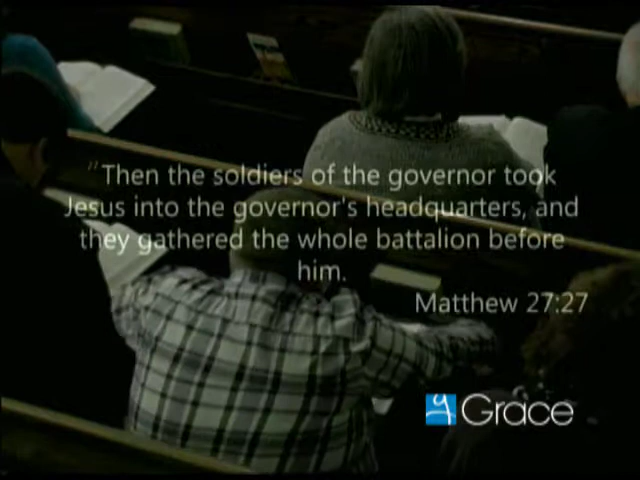 "Then the soldiers of the governor took
Jesus into the governor's headquarters, and
they gathered the whole battalion before
him.
Matthew 27:27
Grace